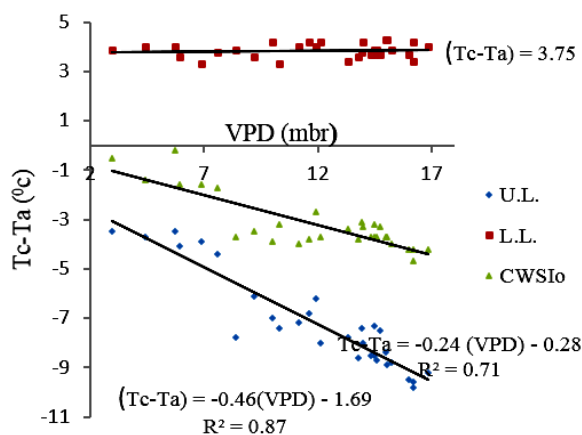 5
3
1
-1
-3
-5
-7
-9
-11
Tc-Ta (⁰c)
(Tc-Ta) = 3.75
VPD (mbr)
2 7 12 17
U.L.
L.L.
CWSIo
Tc-Ta = -0.24 (VPD) - 0.28
R² = 0.71
(Tc-Ta) = -0.46(VPD) - 1.69
R² = 0.87